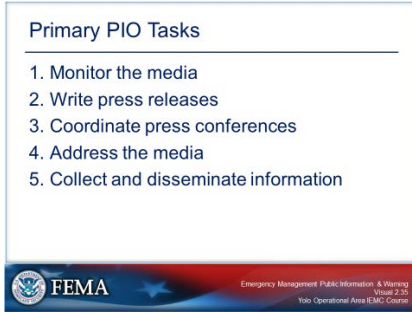 Primary PIO Tasks
1. Monitor the media
2. Write press releases
3. Coordinate press conferences
4. Address the media
5. Collect and disseminate information
FEMA
Emergency Management Public Information & Warning
Visual 2.35
Yolo Operational Area IEMC Course